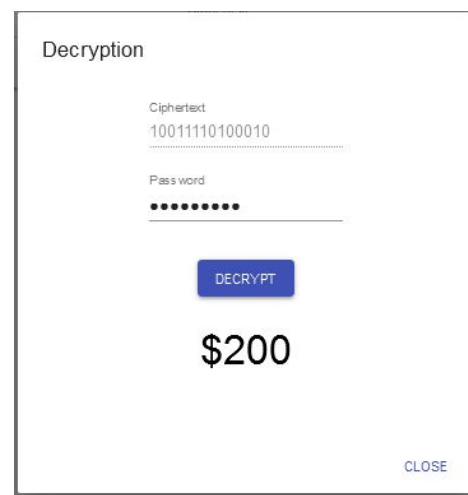 Decryption
Ciphertext
10011110100010
Password
•••••••••
DECRYPT
$200
CLOSE